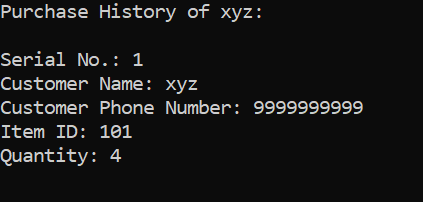 Purchase History of xyz:
Serial No.: 1
Customer Name: xyz
Customer Phone Number: 9999999999
Item ID: 101
Quantity: 4